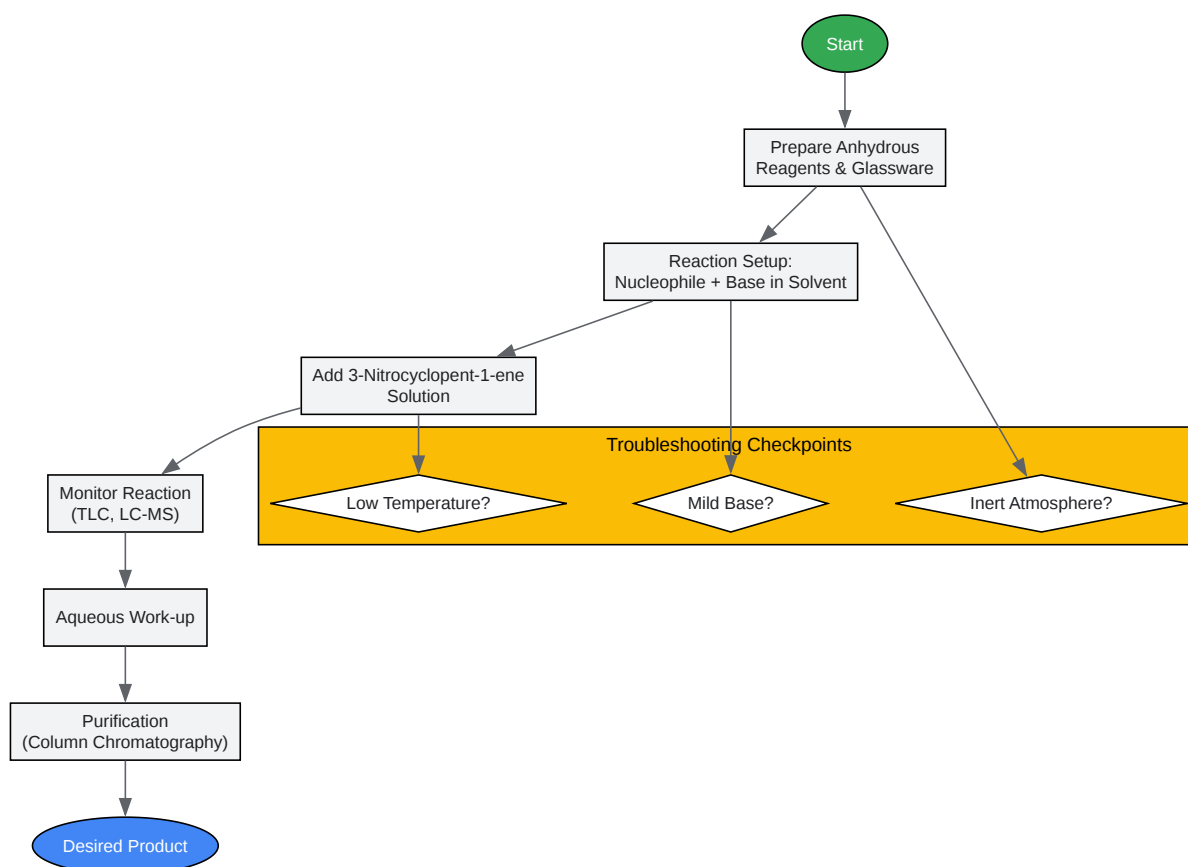 Start
Prepare Anhydrous
Reagents & Glassware
Reaction Setup:
Nucleophile + Base in Solvent
Add 3-Nitrocyclopent-1-ene
Solution
Troubleshooting Checkpoints
Monitor Reaction
(TLC, LC-MS)
Low Temperature?
Mild Base?
Inert Atmosphere?
Aqueous Work-up
Purification
(Column Chromatography)
Desired Product